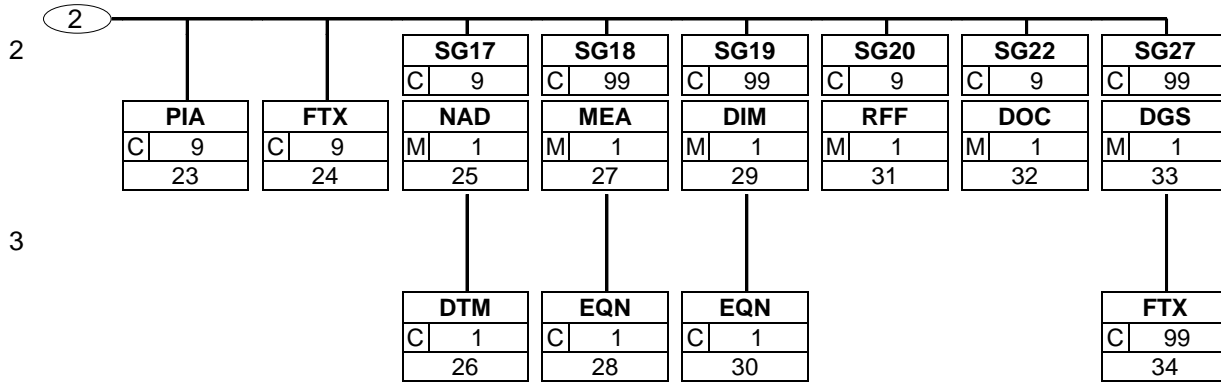 2
2 SG17 SG18 SG19 SG20 SG22 SG27
C 9 C 99 C 99 C 9 C 9 C 99
PIA FTX NAD MEA DIM RFF DOC DGS
C 9 C 9 M 1 M 1 M 1 M 1 M 1 M 1
23 24 25 27 29 31 32 33
3
DTM EQN EQN FTX
C 1 C 1 C 1 C 99
26 28 30 34